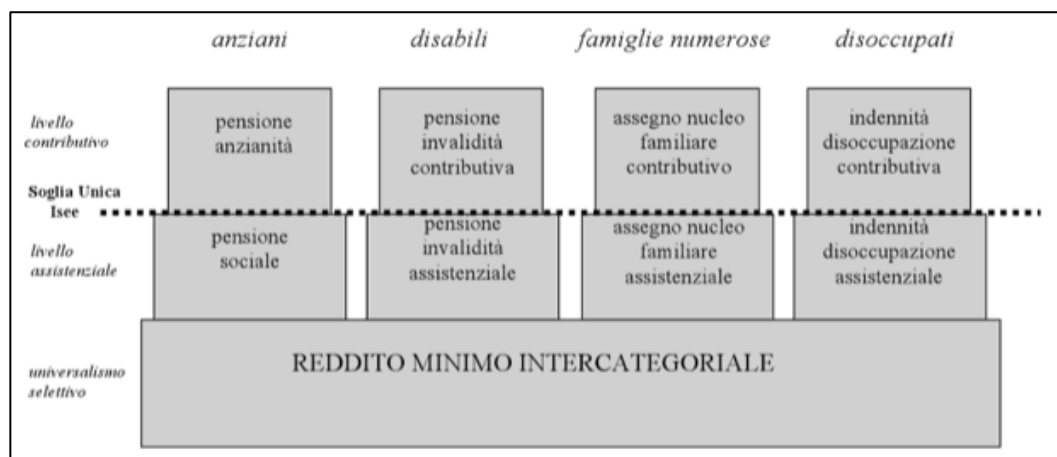 anziani disabili famiglie numerose disoccupati
livello
contributivo
pensione
anzianità
pensione
invalidità
contributiva
assegno nucleo
familiare
contributivo
indennità
disoccupazione
contributiva
Soglia Unica
Isee
livello
assistenziale
pensione
sociale
pensione
invalidità
assistenziale
assegno nucleo
familiare
assistenziale
indennità
disoccupazione
assistenziale
universalismo
selettivo
REDDITO MINIMO INTERCATEGORIALE